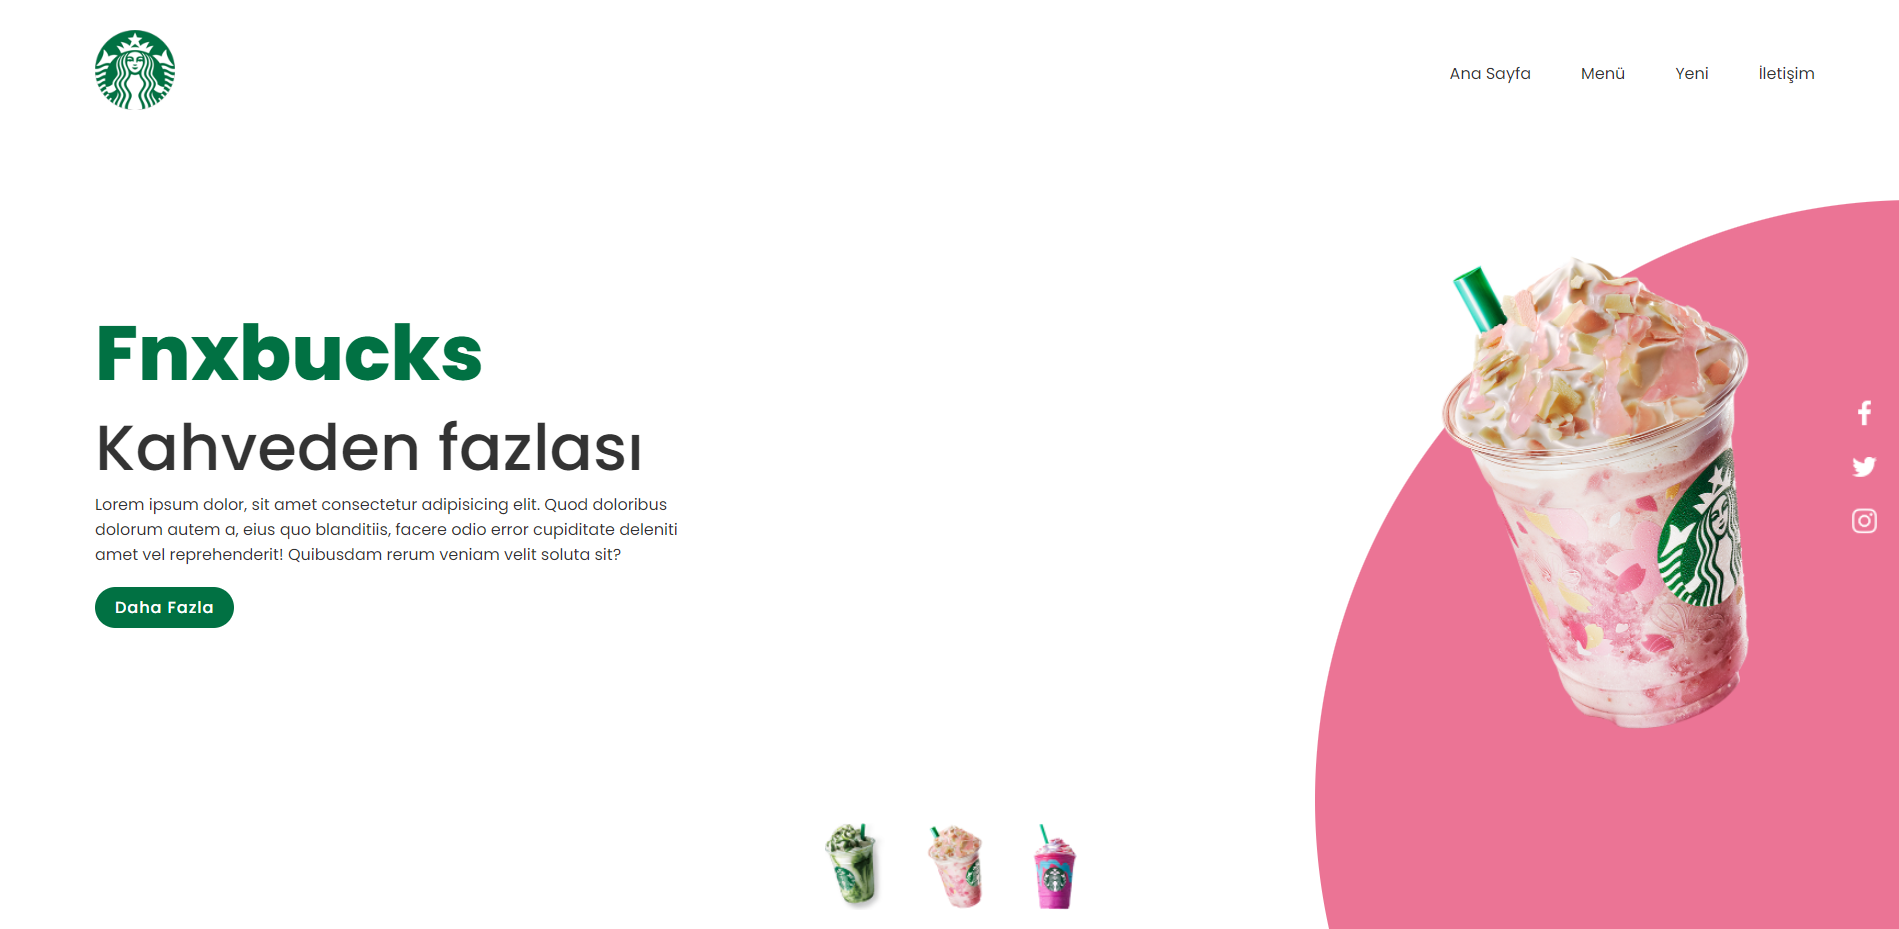 Ana Sayfa Menü Yeni İletişim
Fnxbucks
Kahveden fazlası
Lorem ipsum dolor, sit amet consectetur adipisicing elit. Quod doloribus
dolorum autem a, eius quo blanditiis, facere odio error cupiditate deleniti
amet vel reprehenderit! Quibusdam rerum veniam velit soluta sit?
Daha Fazla